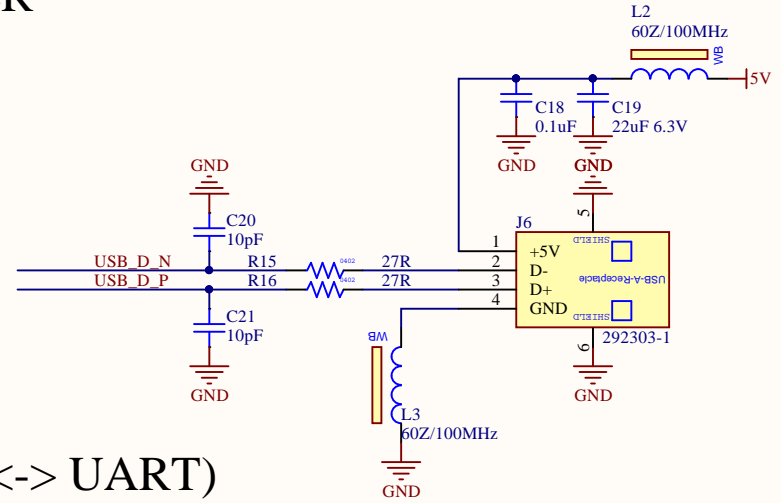 R
L2
60Z/100MHz
WB
5V
C18
0.1uF
C19
22uF 6.3V
GND
GND
GND
GND
5
J6
C20
10pF
SHIELD
1
+5V
USB_D_N
R15
0402
27R
2
D-
USB-A-Receptacle
USB_D_P
R16
0402
27R
3
D+
4
GND
SHIELD
C21
10pF
292303-1
6
WB
GND
GND
L3
60Z/100MHz
<-> UART)
GND